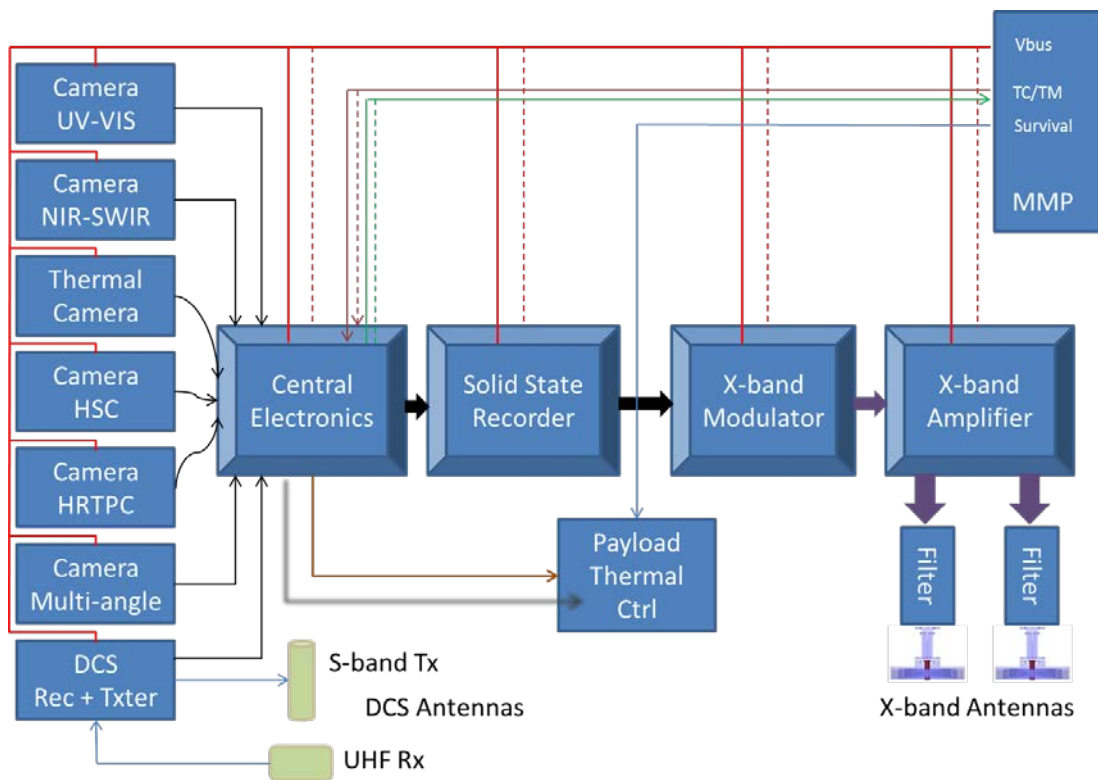 Vbus
TC/TM
Survival
MMP
Camera
UV-VIS
Camera
NIR-SWIR
Thermal
Camera
Camera
HSC
Camera
HRTPC
Camera
Multi-angle
DCS
Rec + Txter
Central
Electronics
Solid State
Recorder
X-band
Modulator
X-band
Amplifier
Payload
Thermal
Ctrl
Filter
Filter
S-band Tx
DCS Antennas
UHF Rx
X-band Antennas